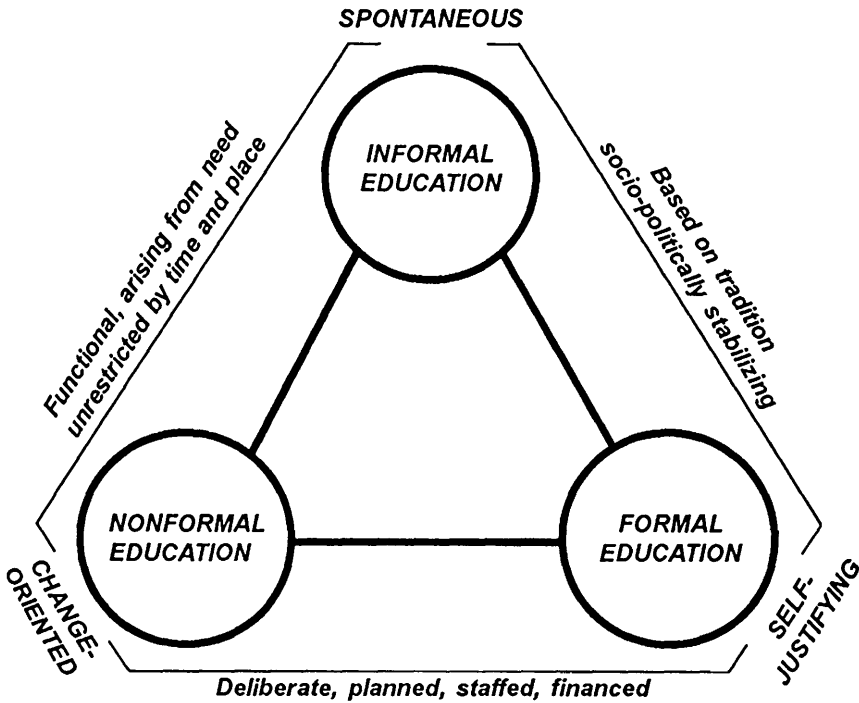 SPONTANEOUS
INFORMAL
EDUCATION
Functional, arising from need
unrestricted by time and place
Based on tradition
socio-politically stabilizing
NONFORMAL
EDUCATION
FORMAL
EDUCATION
CHANGE-
ORIENTED
SELF-
JUSTIFYING
Deliberate, planned, staffed, financed